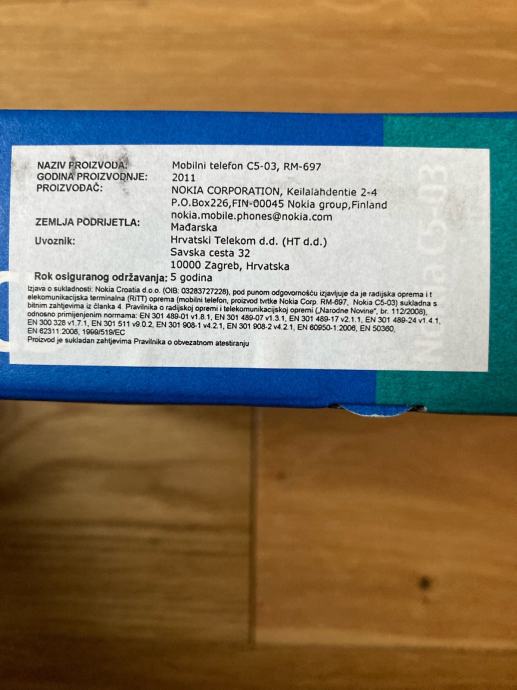 NAZIV PROIZVODA: Mobilni telefon C5-03, RM-697
GODINA PROIZVODNJE: 2011
PROIZVOĐAČ: NOKIA CORPORATION, Keilalahdentie 2-4
P.O.Box226,FIN-00045 Nokia group,Finland
nokia.mobile.phones@nokia.com
ZEMLJA PODRIJETLA: Mađarska
Uvoznik: Hrvatski Telekom d.d. (HT d.d.)
Savska cesta 32
10000 Zagreb, Hrvatska
Rok osiguranog održavanja: 5 godina
Izjava o sukladnosti: Nokia Croatia d.o.o. (OIB: 03283727228), pod punom odgovornošću izjavljuje da je radijska oprema i t
elekomunikacijska terminalna (RiTT) oprema (mobilni telefon, proizvod tvrtke Nokia Corp. RM-697, Nokia C5-03) sukladna s
bitnim zahtjevima iz članka 4. Pravilnika o radijskoj opremi i telekomunikacijskoj opremi („Narodne Novine", br. 112/2008),
odnosno primijenjenim normama: EN 301 489-01 v1.8.1, EN 301 489-07 v1.3.1, EN 301 489-17 v2.1.1, EN 301 489-24 v1.4.1,
EN 300 328 v1.7.1, EN 301 511 v9.0.2, EN 301 908-1 v4.2.1, EN 301 908-2 v4.2.1, EN 60950-1:2006, EN 50360,
EN 62311:2008, 1999/519/EC
Proizvod je sukladan zahtjevima Pravilnika o obveznom atestiranju
Nokia C5-03